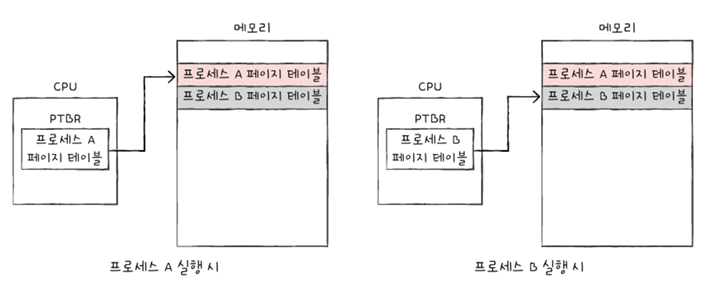 메모리
프로세스 A 페이지 테이블
프로세스 B 페이지 테이블
CPU
PTBR
프로세스 A
페이지 테이블
프로세스 A 실행 시
메모리
프로세스 A 페이지 테이블
프로세스 B 페이지 테이블
CPU
PTBR
프로세스 B
페이지 테이블
프로세스 B 실행 시